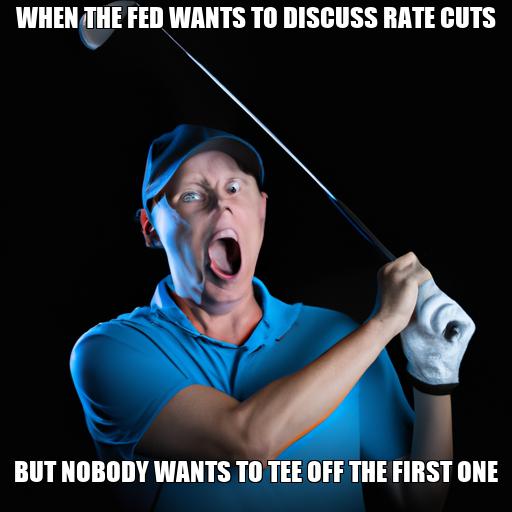 WHEN THE FED WANTS TO DISCUSS RATE CUTS
BUT NOBODY WANTS TO TEE OFF THE FIRST ONE